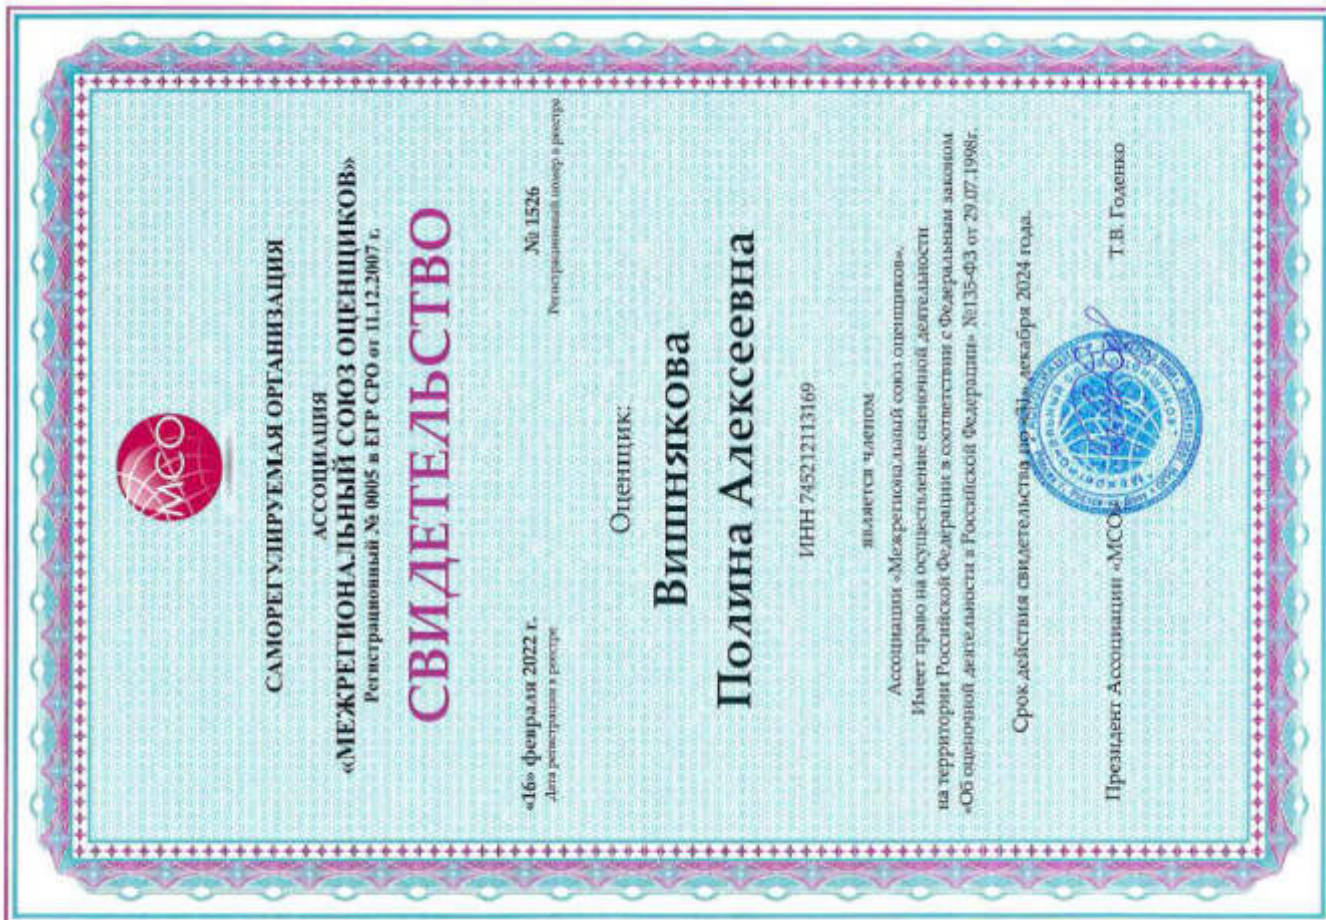 МСО
САМОРЕГУЛИРУЕМАЯ ОРГАНИЗАЦИЯ
АССОЦИАЦИЯ
«МЕЖРЕГИОНАЛЬНЫЙ СОЮЗ ОЦЕНЩИКОВ»
Регистрационный № 0005 в ЕГР СРО от 11.12.2007 г.
СВИДЕТЕЛЬСТВО
«16» февраля 2022 г. № 1526
Дата регистрации в реестре Регистрационный номер в реестре
Оценщик:
Вишнякова
Полина Алексеевна
ИНН 745212113169
является членом
Ассоциации «Межрегиональный союз оценщиков».
Имеет право на осуществление оценочной деятельности
на территории Российской Федерации в соответствии с Федеральным законом
«Об оценочной деятельности в Российской Федерации» №135-ФЗ от 29.07.1998г.
Срок действия свидетельства декабря 2024 года.
Президент Ассоциации «МСО Т.В. Годенко